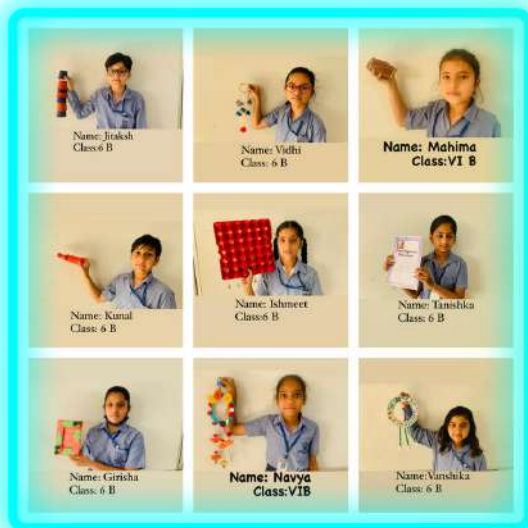 Name: Jitaksh
Class:6 B
Name: Vidhi
Class: 6 B
Name: Mahima
Class:VI B
Name: Kunal
Class: 6 B
Name: Ishmeet
Class:6 B
Name: Tanishka
Class: 6 B
Name: Girisha
Class: 6 B
Name: Navya
Class:VIB
Name:Vanshika
Class: 6 B